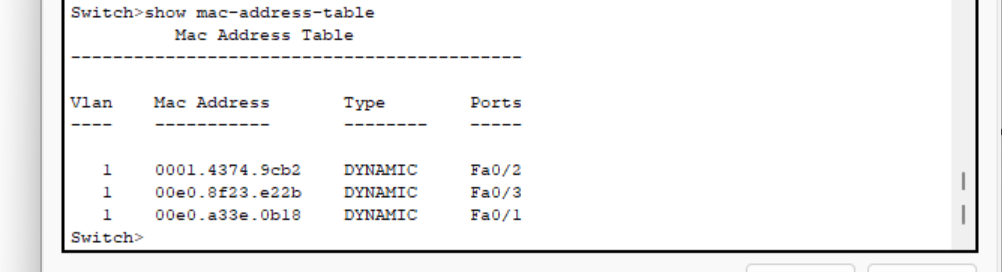 Switch>show mac-address-table
Mac Address Table
-------------------------------------------
Vlan Mac Address Type Ports
---- ----------- -------- -----
1 0001.4374.9cb2 DYNAMIC Fa0/2
1 00e0.8f23.e22b DYNAMIC Fa0/3
1 00e0.a33e.0b18 DYNAMIC Fa0/1
Switch>